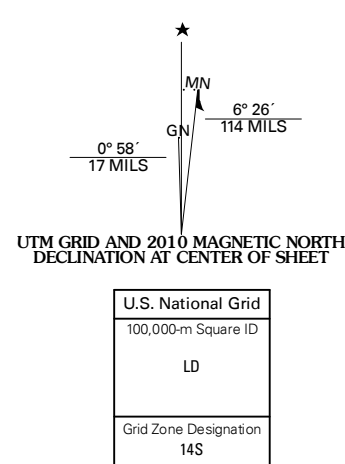 MN
6° 26´
114 MILS
GN
0° 58´
17 MILS
UTM GRID AND 2010 MAGNETIC NORTH
DECLINATION AT CENTER OF SHEET
U.S. National Grid
100,000-m Square ID
LD
Grid Zone Designation
14S